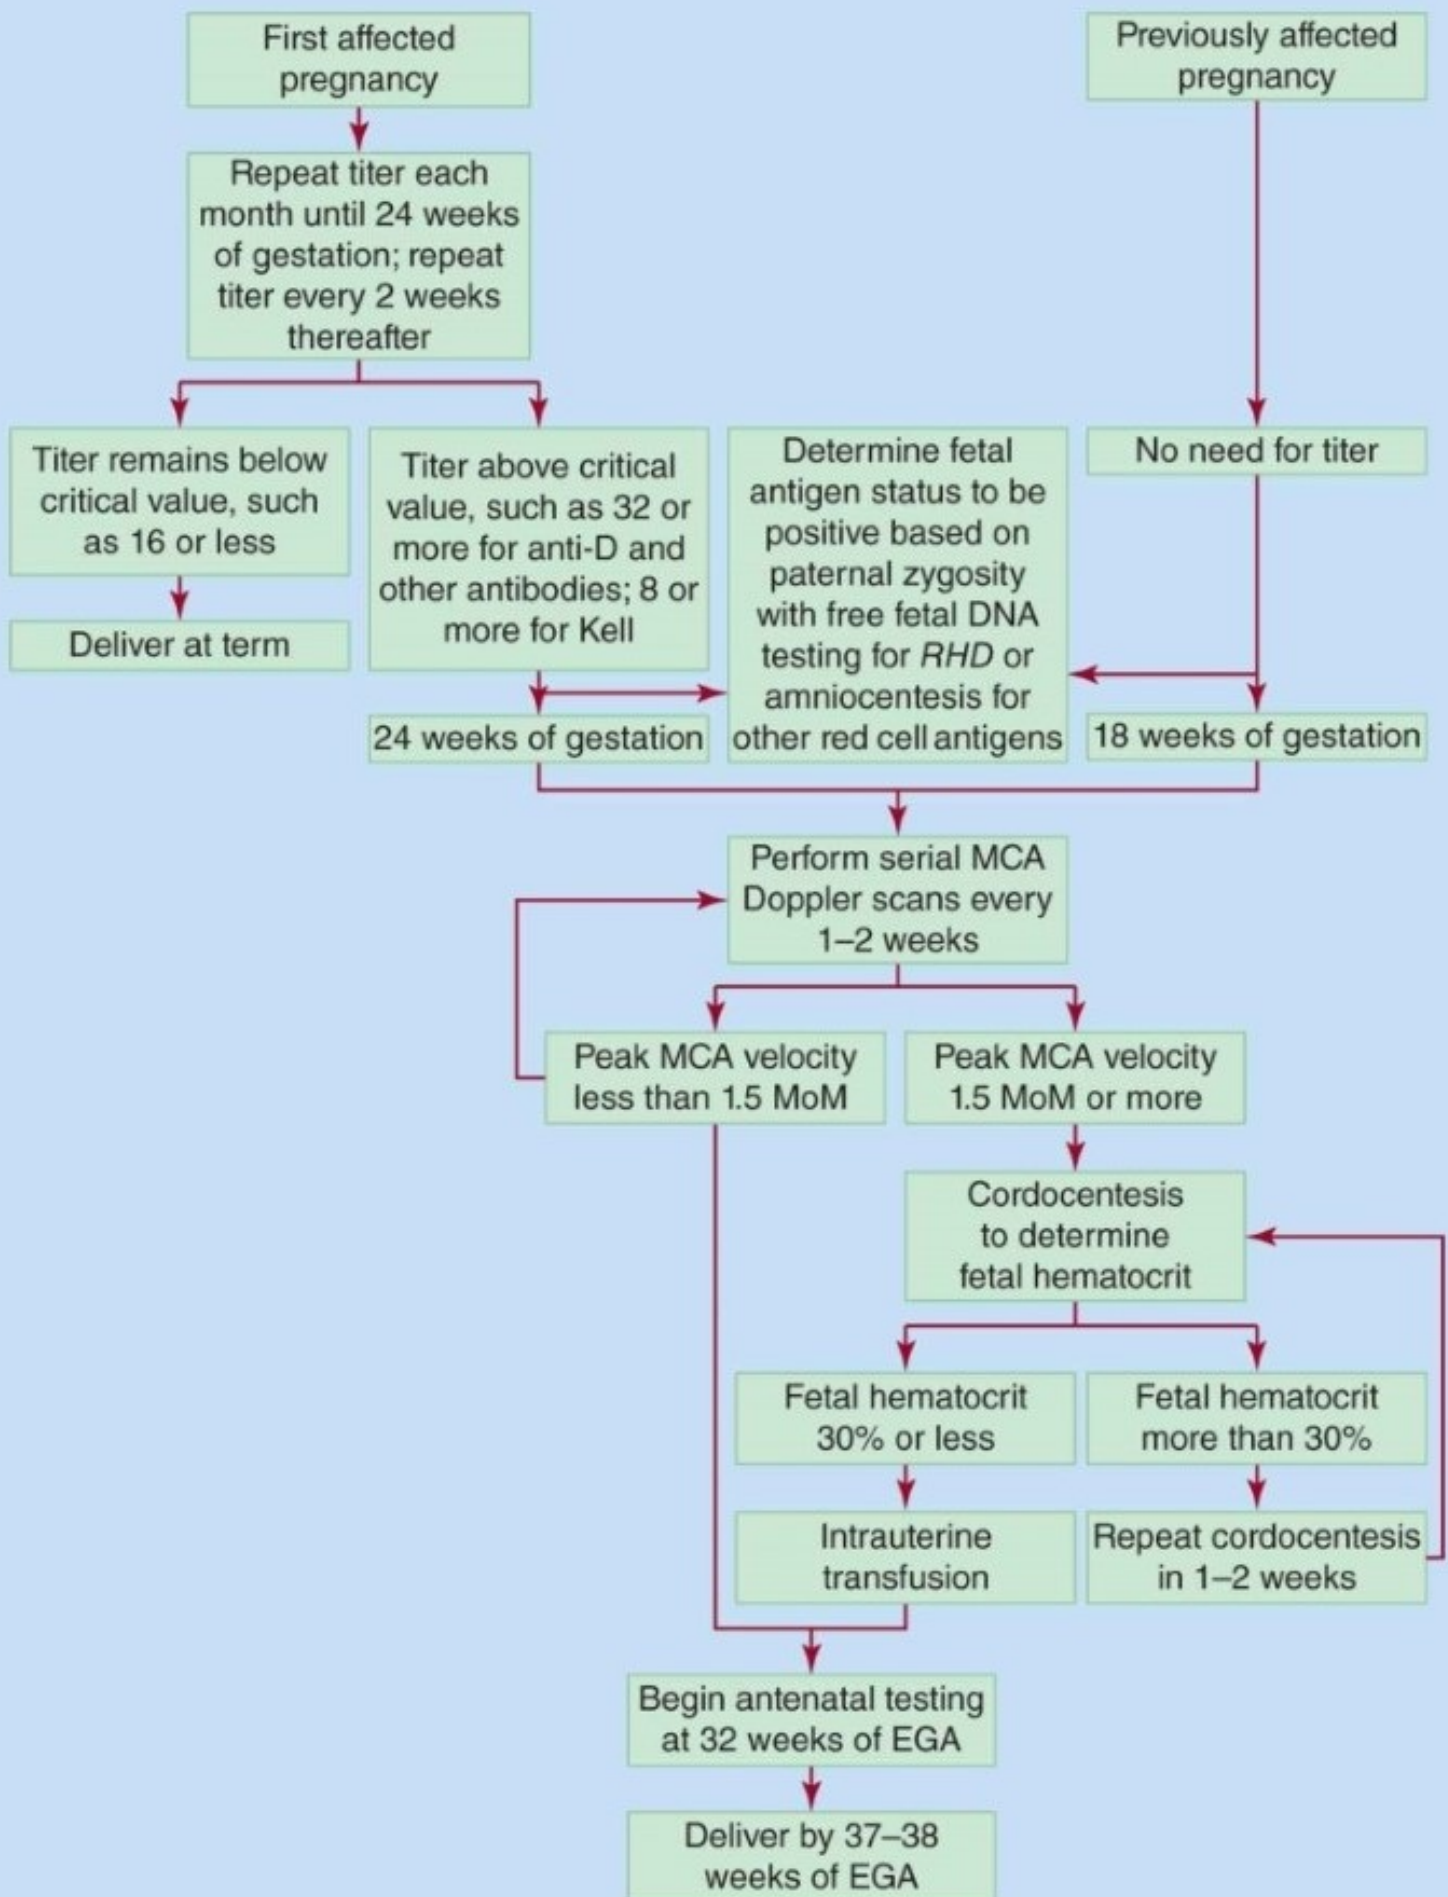 First affected
pregnancy
Previously affected
pregnancy
Repeat titer each
month until 24 weeks
of gestation; repeat
titer every 2 weeks
thereafter
Titer remains below
critical value, such
as 16 or less
Titer above critical
value, such as 32 or
more for anti-D and
other antibodies; 8 or
more for Kell
Determine fetal
antigen status to be
positive based on
paternal zygosity
with free fetal DNA
testing for RHD or
amniocentesis for
other red cell antigens
No need for titer
Deliver at term
24 weeks of gestation
18 weeks of gestation
Perform serial MCA
Doppler scans every
1–2 weeks
Peak MCA velocity
less than 1.5 MoM
Peak MCA velocity
1.5 MoM or more
Cordocentesis
to determine
fetal hematocrit
Fetal hematocrit
30% or less
Fetal hematocrit
more than 30%
Intrauterine
transfusion
Repeat cordocentesis
in 1–2 weeks
Begin antenatal testing
at 32 weeks of EGA
Deliver by 37–38
weeks of EGA